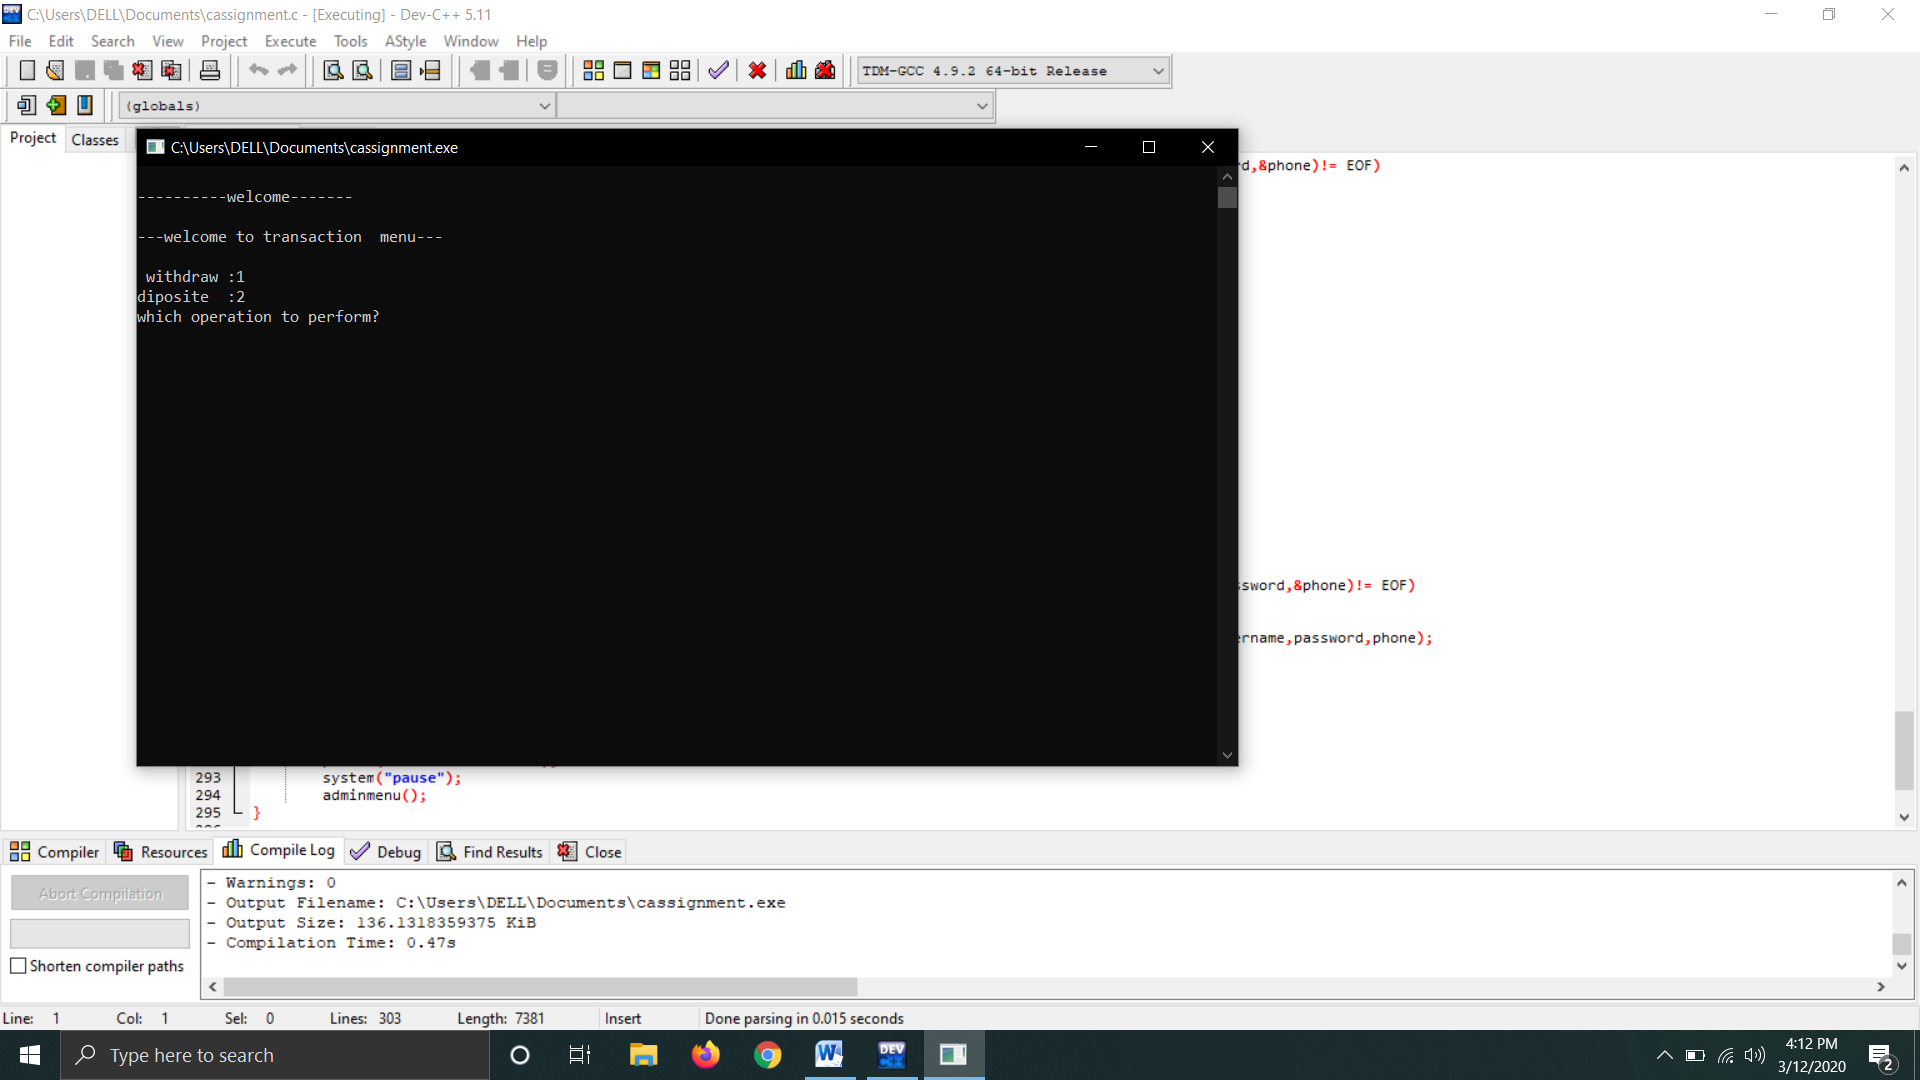 C:\Users\DELL\Documents\cassignment.c - [Executing] - Dev-C++ 5.11
File Edit Search View Project Execute Tools AStyle Window Help
TDM-GCC 4.9.2 64-bit Release
(globals)
Project Classes
C:\Users\DELL\Documents\cassignment.exe
----------welcome-------
---welcome to transaction  menu---
 withdraw :1
diposite  :2
which operation to perform?
d,&phone)!= EOF)
ssword,&phone)!= EOF)
ername,password,phone);
293 system("pause");
294 adminmenu();
295 }
Compiler Resources Compile Log Debug Find Results Close
Abort Compilation
Shorten compiler paths
- Warnings: 0
- Output Filename: C:\Users\DELL\Documents\cassignment.exe
- Output Size: 136.1318359375 KiB
- Compilation Time: 0.47s
Line: 1 Col: 1 Sel: 0 Lines: 303 Length: 7381 Insert Done parsing in 0.015 seconds
Type here to search
DEV C++
4:12 PM
3/12/2020
2